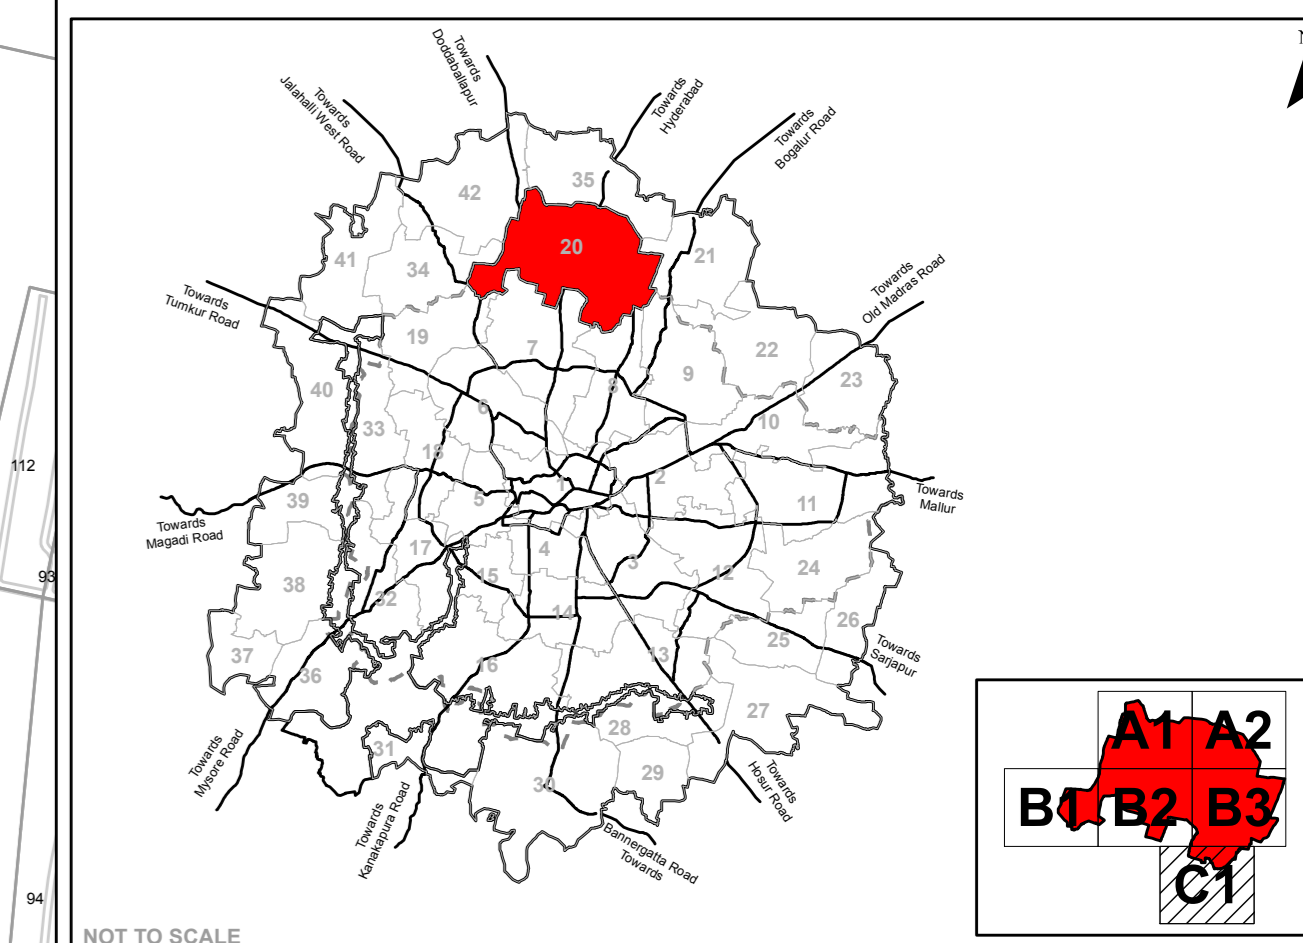 N
Towards
Doddaballapur
Towards
Jalahalli West Road
Towards
Hyderabad
Towards
Bogalur Road
42
35
20
21
41
34
Towards
Old Madras Road
Towards
Tumkur Road
19
7
22
9
8
23
40
6
10
33
18
112
2
1
5
39
11
Towards
Mallur
Towards
Magadi Road
17
4
3
93
38
15
12
24
32
14
26
25
37
16
13
36
Towards
Sarjapur
27
28
31
29
30
Towards
Mysore Road
Towards
Kanakapura Road
Towards
Hosur Road
Bannergatta Road
Towards
A1
A2
B1
B2
B3
C1
94
NOT TO SCALE